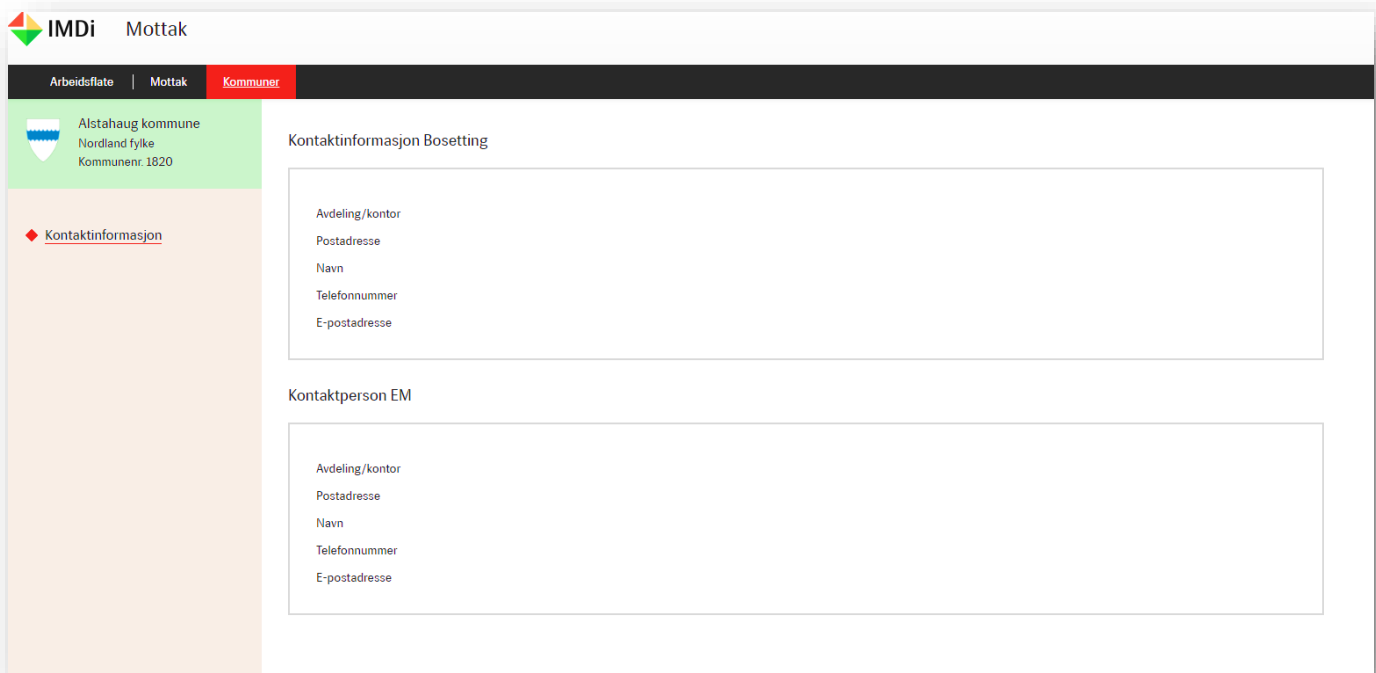 IMDi Mottak
Arbeidsflate | Mottak Kommuner
Alstahaug kommune
Nordland fylke
Kommunenr. 1820
Kontaktinformasjon
Kontaktinformasjon Bosetting
Avdeling/kontor
Postadresse
Navn
Telefonnummer
E-postadresse
Kontaktperson EM
Avdeling/kontor
Postadresse
Navn
Telefonnummer
E-postadresse